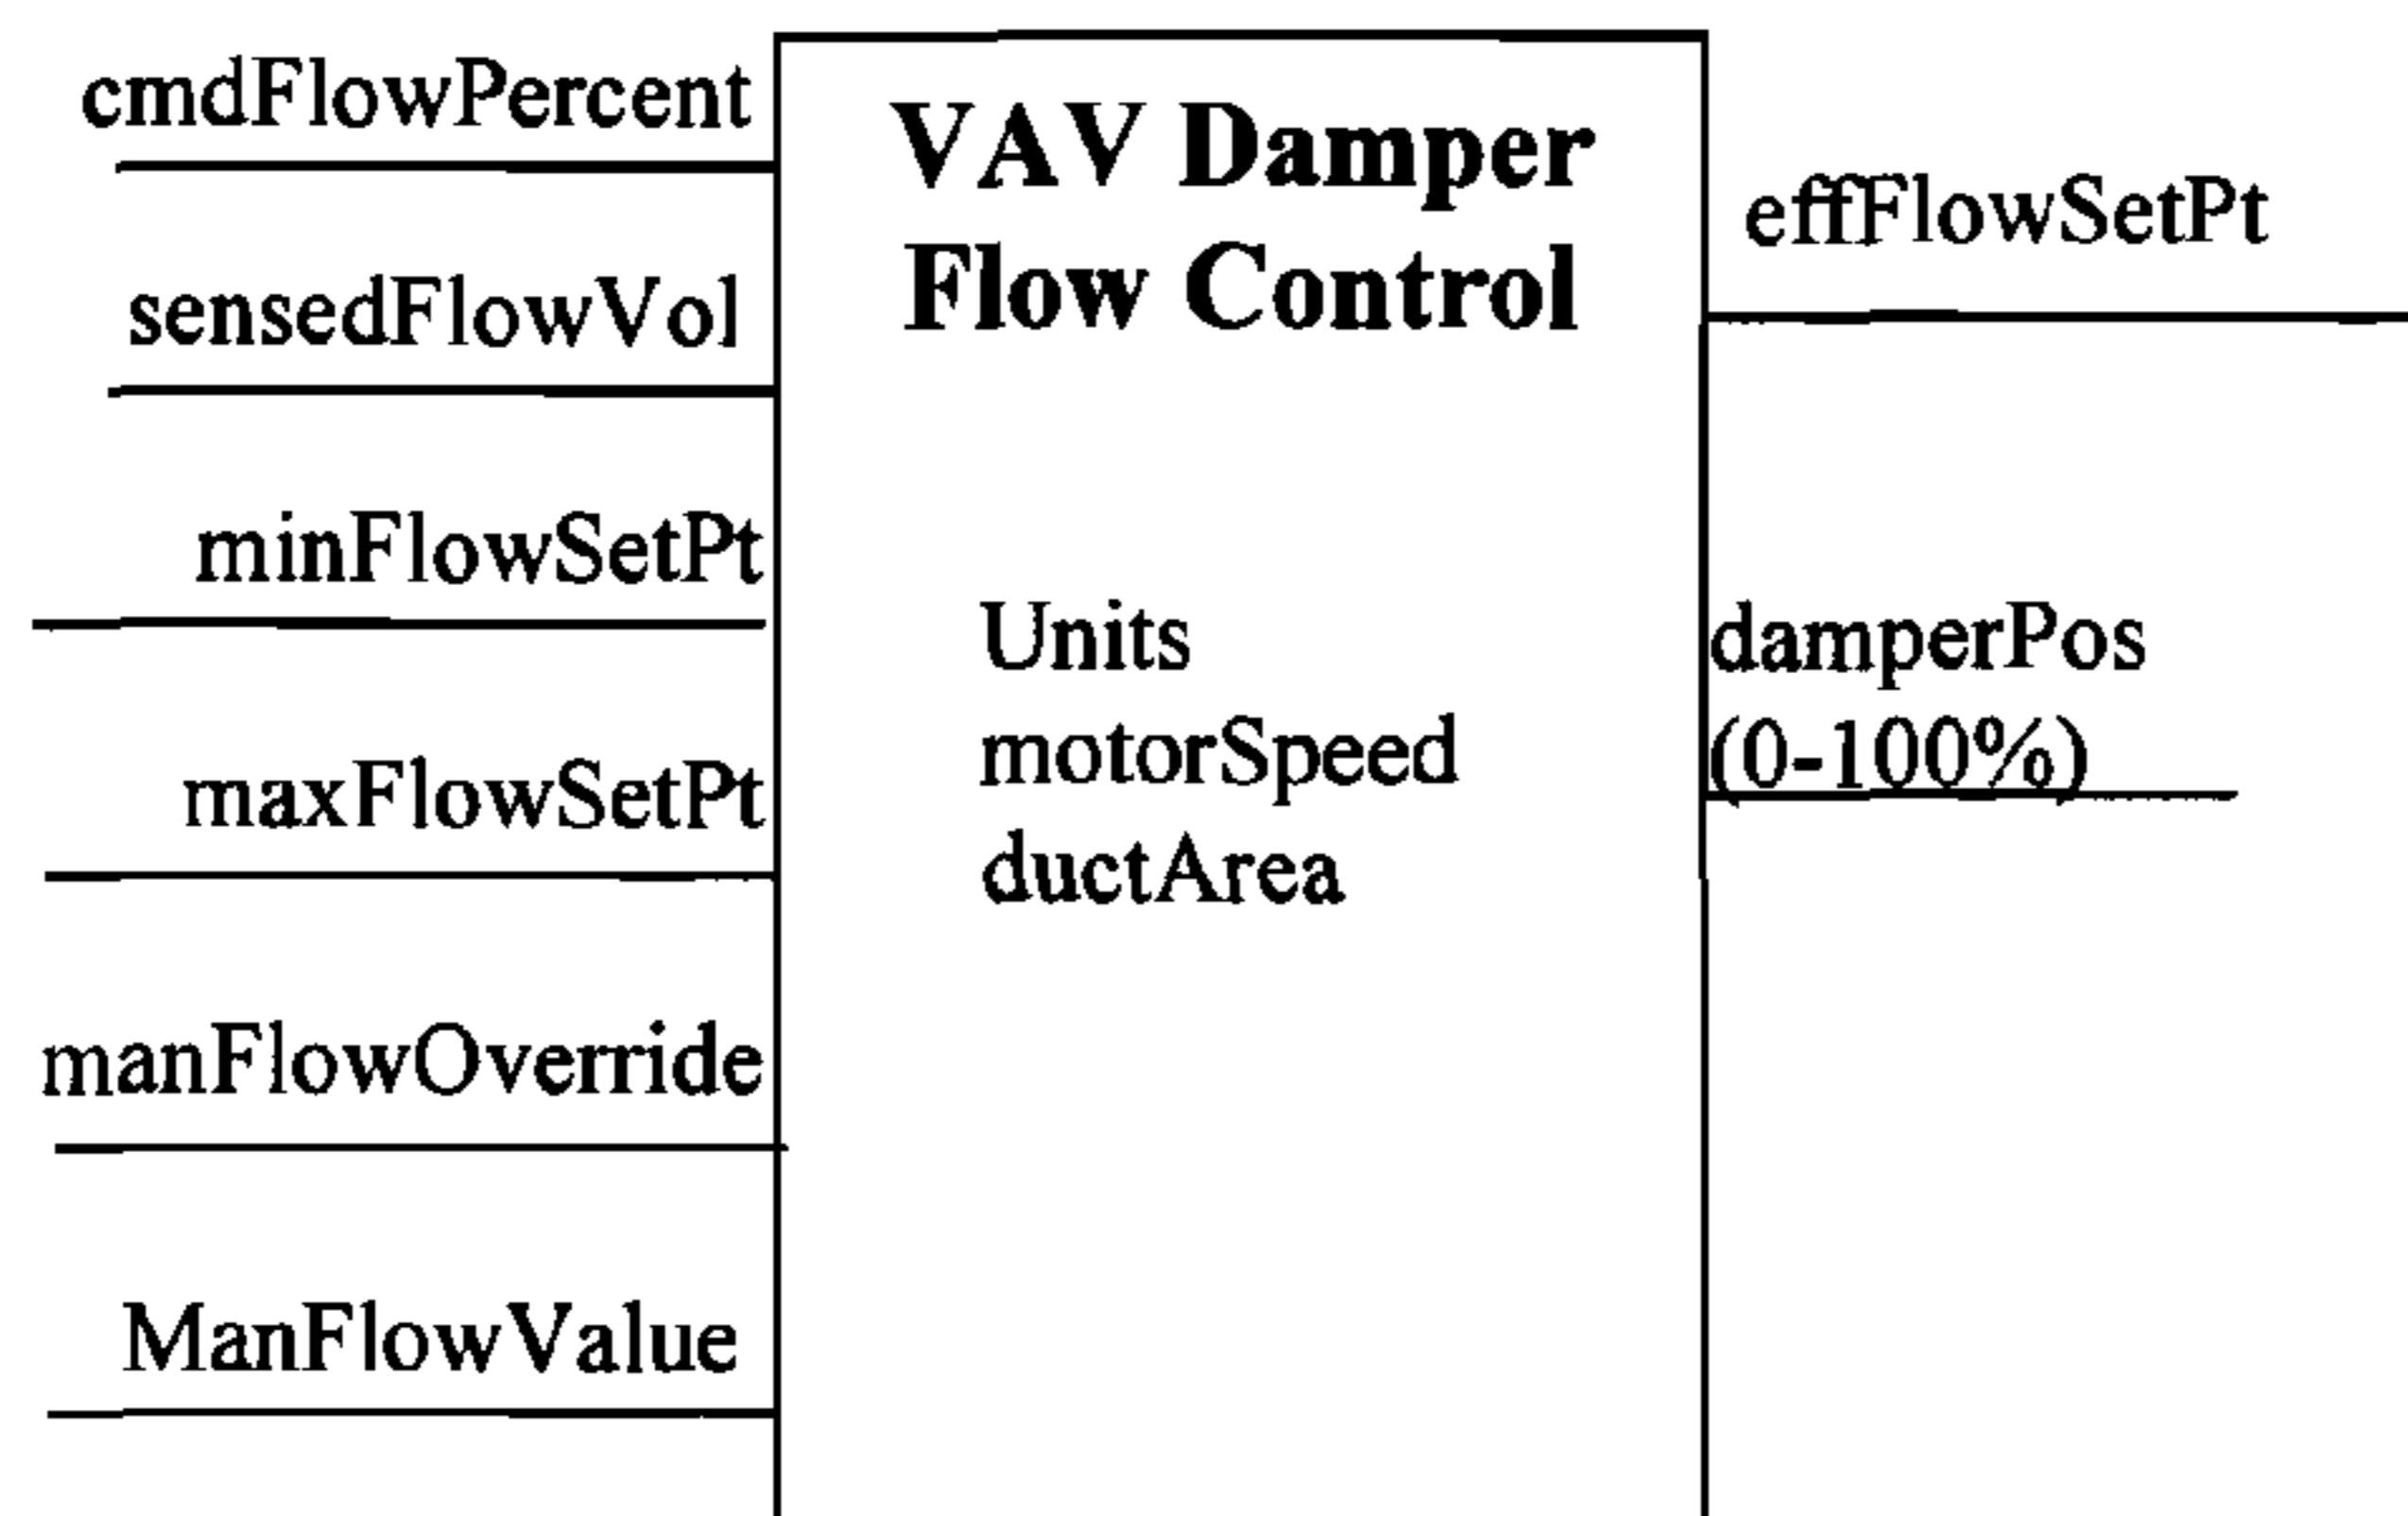 cmdFlowPercent
sensedFlowVol
minFlowSetPt
maxFlowSetPt
manFlowOverride
ManFlowValue
VAV Damper
Flow Control
Units
motorSpeed
ductArea
effFlowSetPt
damperPos
(0-100%)